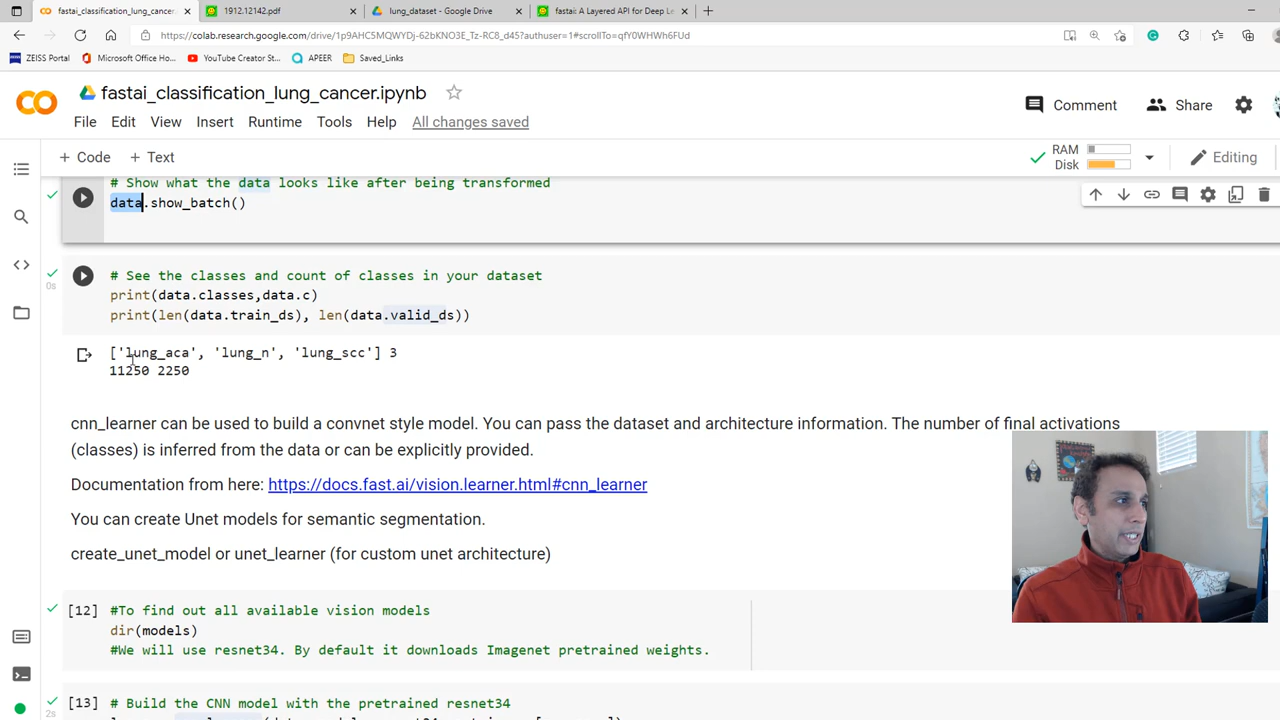 fastai_classification_lung_cancer
1912.12142.pdf
lung_dataset - Google Drive
fastai: A Layered API for Deep Le
https://colab.research.google.com/drive/1p9AHC5MQWYDj-62bKNO3E_Tz-RC8_d45?authuser=1#scrollTo=qfY0WHWh6FUd
ZEISS Portal
Microsoft Office Ho...
YouTube Creator St...
APEER
Saved_Links
fastai_classification_lung_cancer.ipynb
Comment
Share
File Edit View Insert Runtime Tools Help All changes saved
+ Code + Text
RAM
Disk
Editing
# Show what the data looks like after being transformed
data.show_batch()
0s
# See the classes and count of classes in your dataset
print(data.classes,data.c)
print(len(data.train_ds), len(data.valid_ds))
['lung_aca', 'lung_n', 'lung_scc'] 3
11250 2250
cnn_learner can be used to build a convnet style model. You can pass the dataset and architecture information. The number of final activations
(classes) is inferred from the data or can be explicitly provided.
Documentation from here: https://docs.fast.ai/vision.learner.html#cnn_learner
You can create Unet models for semantic segmentation.
create_unet_model or unet_learner (for custom unet architecture)
[12] #To find out all available vision models
dir(models)
#We will use resnet34. By default it downloads Imagenet pretrained weights.
[13] # Build the CNN model with the pretrained resnet34
2s